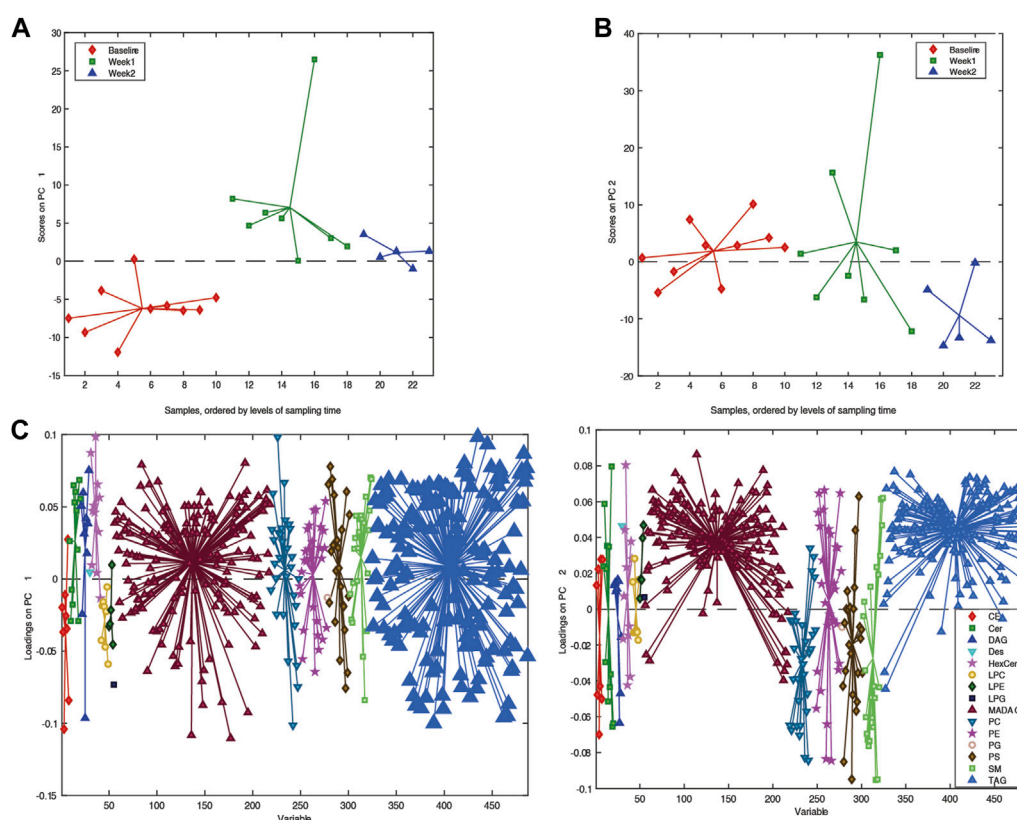 A
30
25
20
15
10
5
0
-5
-10
-15
Scores on PC 1
Baselire
Week1
Week2
2 4 6 8 10 12 14 16 18 20 22
Samples, ordered by levels of sampling time
B
40
30
20
10
0
-10
-20
Scores on PC 2
Baselire
Week1
Week2
2 4 6 8 10 12 14 16 18 20 22
Samples, ordered by levels of sampling time
C
0.1
0.05
0
-0.05
-0.1
-0.15
Loadings on PC 1
50 100 150 200 250 300 350 400 450
Variable
0.1
0.08
0.06
0.04
0.02
0
-0.02
-0.04
-0.06
-0.08
-0.1
Loadings on PC 2
50 100 150 200 250 300 350 400 450
Variable
CE
Cer
DAG
Des
HexCer
LPC
LPE
LPG
MADAG
PC
PE
PG
PS
SM
TAG